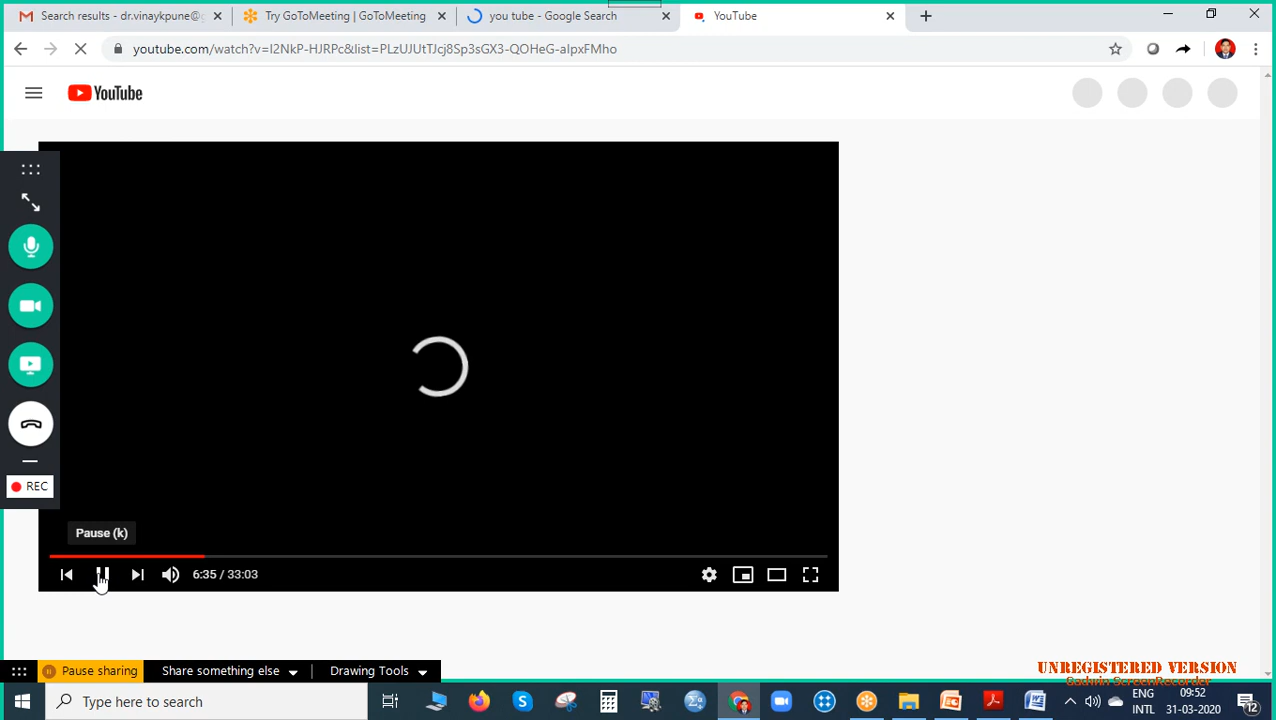 Search results - dr.vinaykpune@g
Try GoToMeeting | GoToMeeting
you tube - Google Search
YouTube
youtube.com/watch?v=I2NkP-HJRPc&list=PLzUJUtTJcj8Sp3sGX3-QOHeG-aIpxFMho
YouTube
REC
Pause (k)
6:35 / 33:03
Pause sharing
Share something else
Drawing Tools
UNREGISTERED VERSION
Gadwin ScreenRecorder
Type here to search
ENG
INTL
09:52
31-03-2020
12